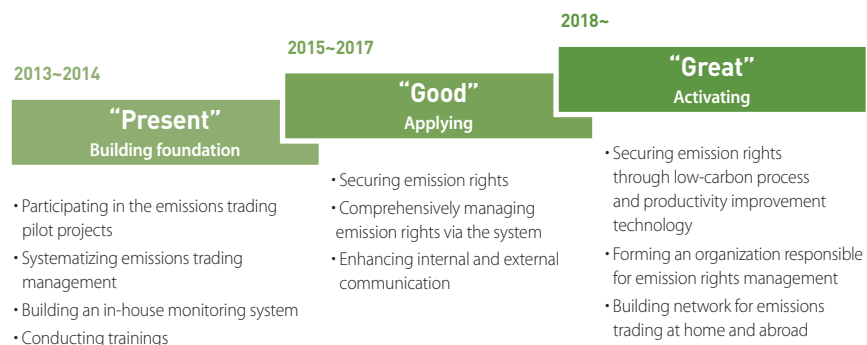 2013~2014
“Present”
Building foundation
• Participating in the emissions trading
pilot projects
• Systematizing emissions trading
management
• Building an in-house monitoring system
• Conducting trainings
2015~2017
“Good”
Applying
• Securing emission rights
• Comprehensively managing
emission rights via the system
• Enhancing internal and external
communication
2018~
“Great”
Activating
• Securing emission rights
through low-carbon process
and productivity improvement
technology
• Forming an organization responsible
for emission rights management
• Building network for emissions
trading at home and abroad